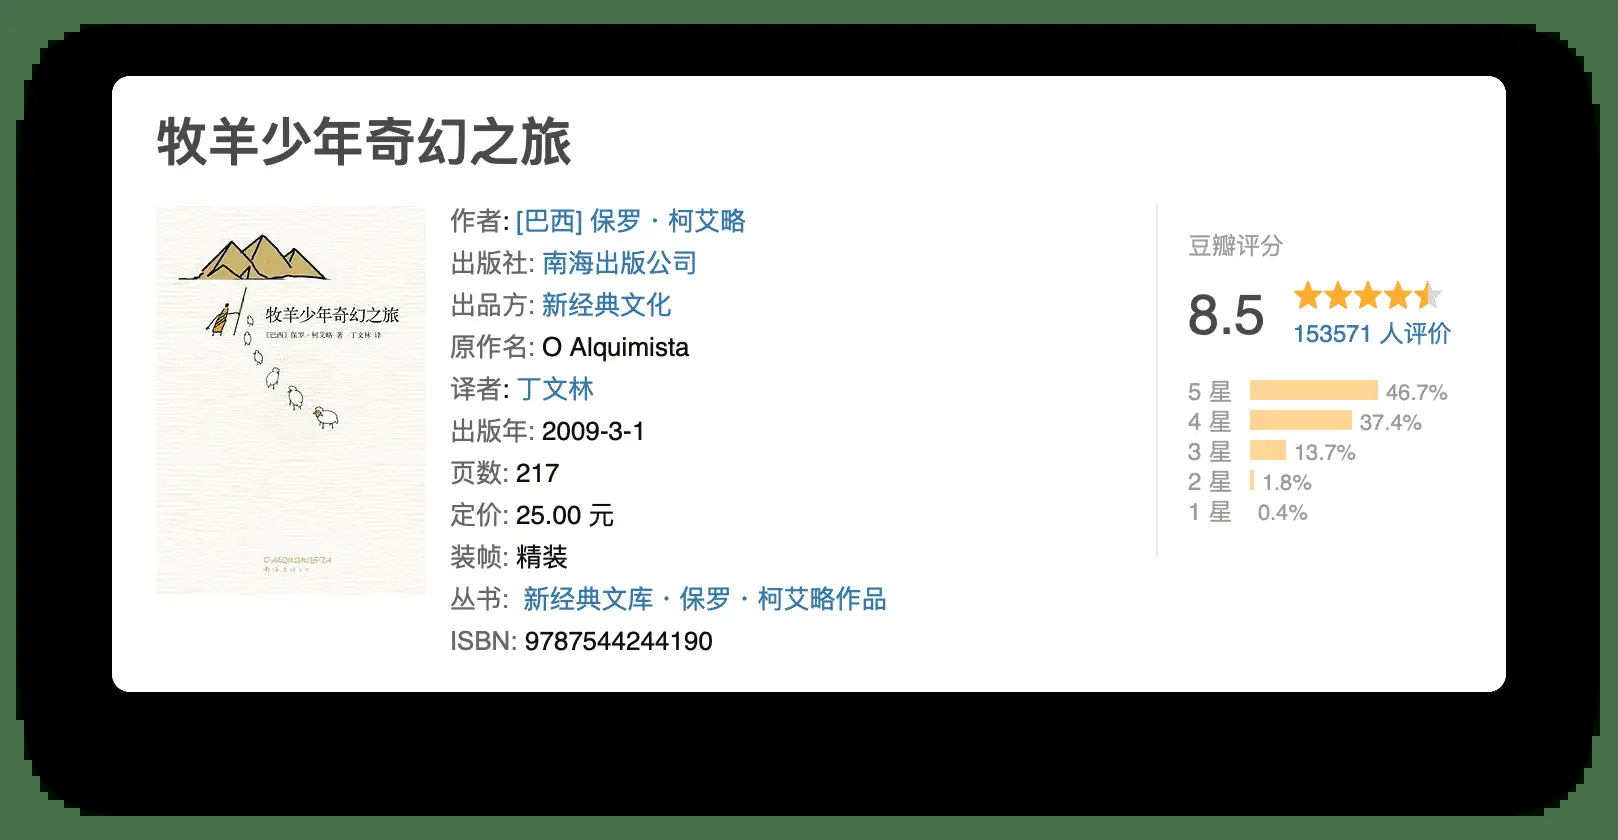 牧羊少年奇幻之旅
牧羊少年奇幻之旅
[巴西] 保罗·柯艾略 著 丁文林 译
O ALQUIMISTA
南海出版公司
作者: [巴西] 保罗 · 柯艾略
出版社: 南海出版公司
出品方: 新经典文化
原作名: O Alquimista
译者: 丁文林
出版年: 2009-3-1
页数: 217
定价: 25.00 元
装帧: 精装
丛书: 新经典文库 · 保罗 · 柯艾略作品
ISBN: 9787544244190
豆瓣评分
8.5
153571 人评价
5 星 46.7%
4 星 37.4%
3 星 13.7%
2 星 1.8%
1 星 0.4%